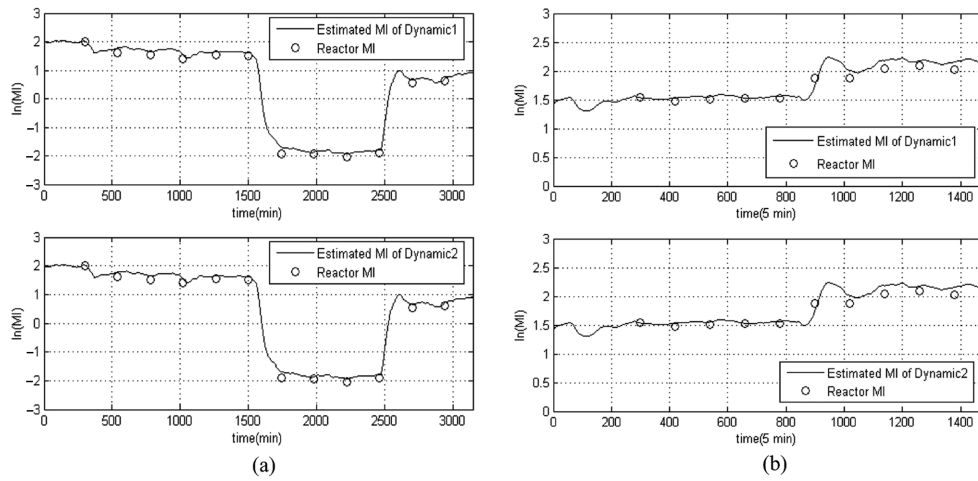 3
2
1
0
−1
−2
−3
ln(MI)
Estimated MI of Dynamic1
Reactor MI
0 500 1000 1500 2000 2500 3000
time(min)
3
2.5
2
1.5
1
0.5
0
ln(MI)
Estimated MI of Dynamic1
Reactor MI
0 200 400 600 800 1000 1200 1400
time(5 min)
3
2
1
0
−1
−2
−3
ln(MI)
Estimated MI of Dynamic2
Reactor MI
0 500 1000 1500 2000 2500 3000
time(min)
3
2.5
2
1.5
1
0.5
0
ln(MI)
Estimated MI of Dynamic2
Reactor MI
0 200 400 600 800 1000 1200 1400
time(5 min)
(a)
(b)